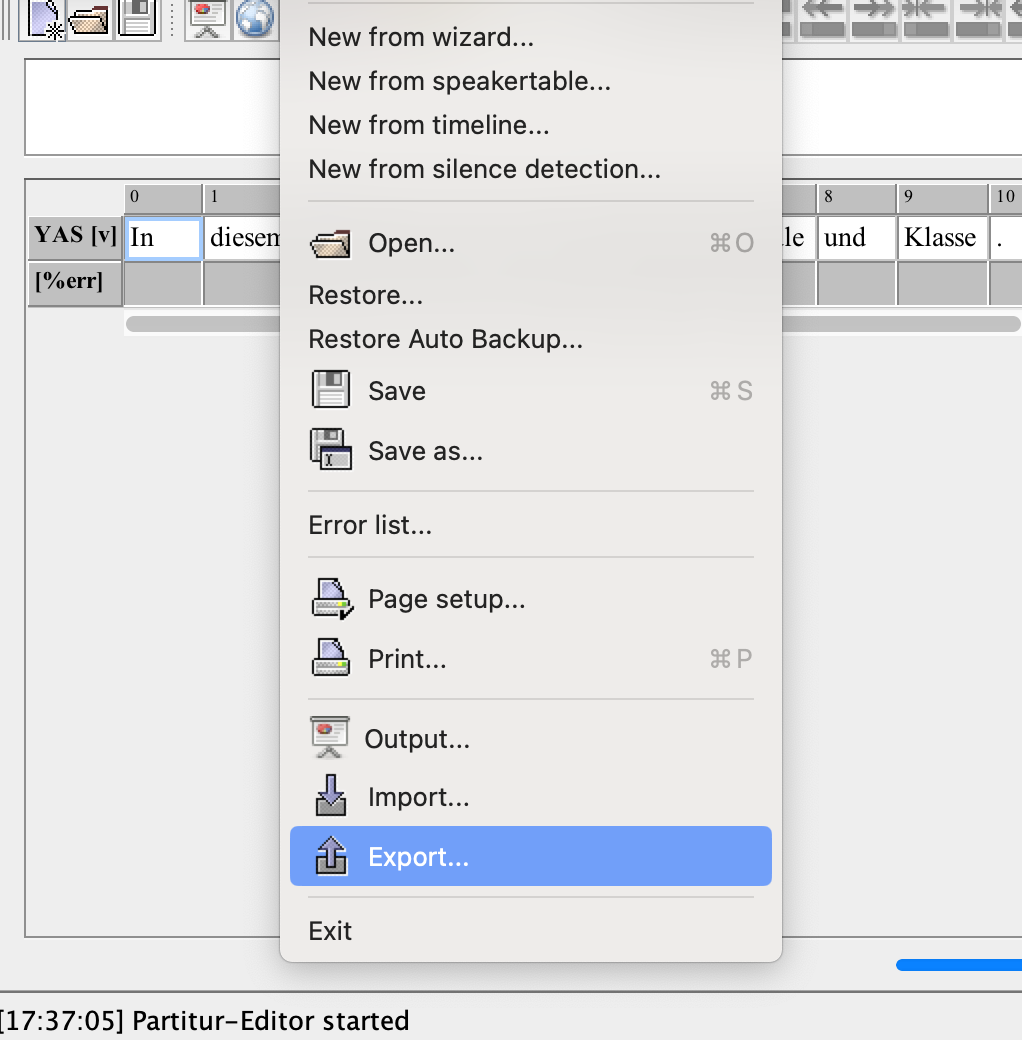 New from wizard...
New from speakertable...
New from timeline...
New from silence detection...
0 1 8 9 10
YAS [v] In diesem le und Klasse .
[%err]
Open... ⌘O
Restore...
Restore Auto Backup...
Save ⌘S
Save as...
Error list...
Page setup...
Print... ⌘P
Output...
Import...
Export...
Exit
[17:37:05] Partitur-Editor started